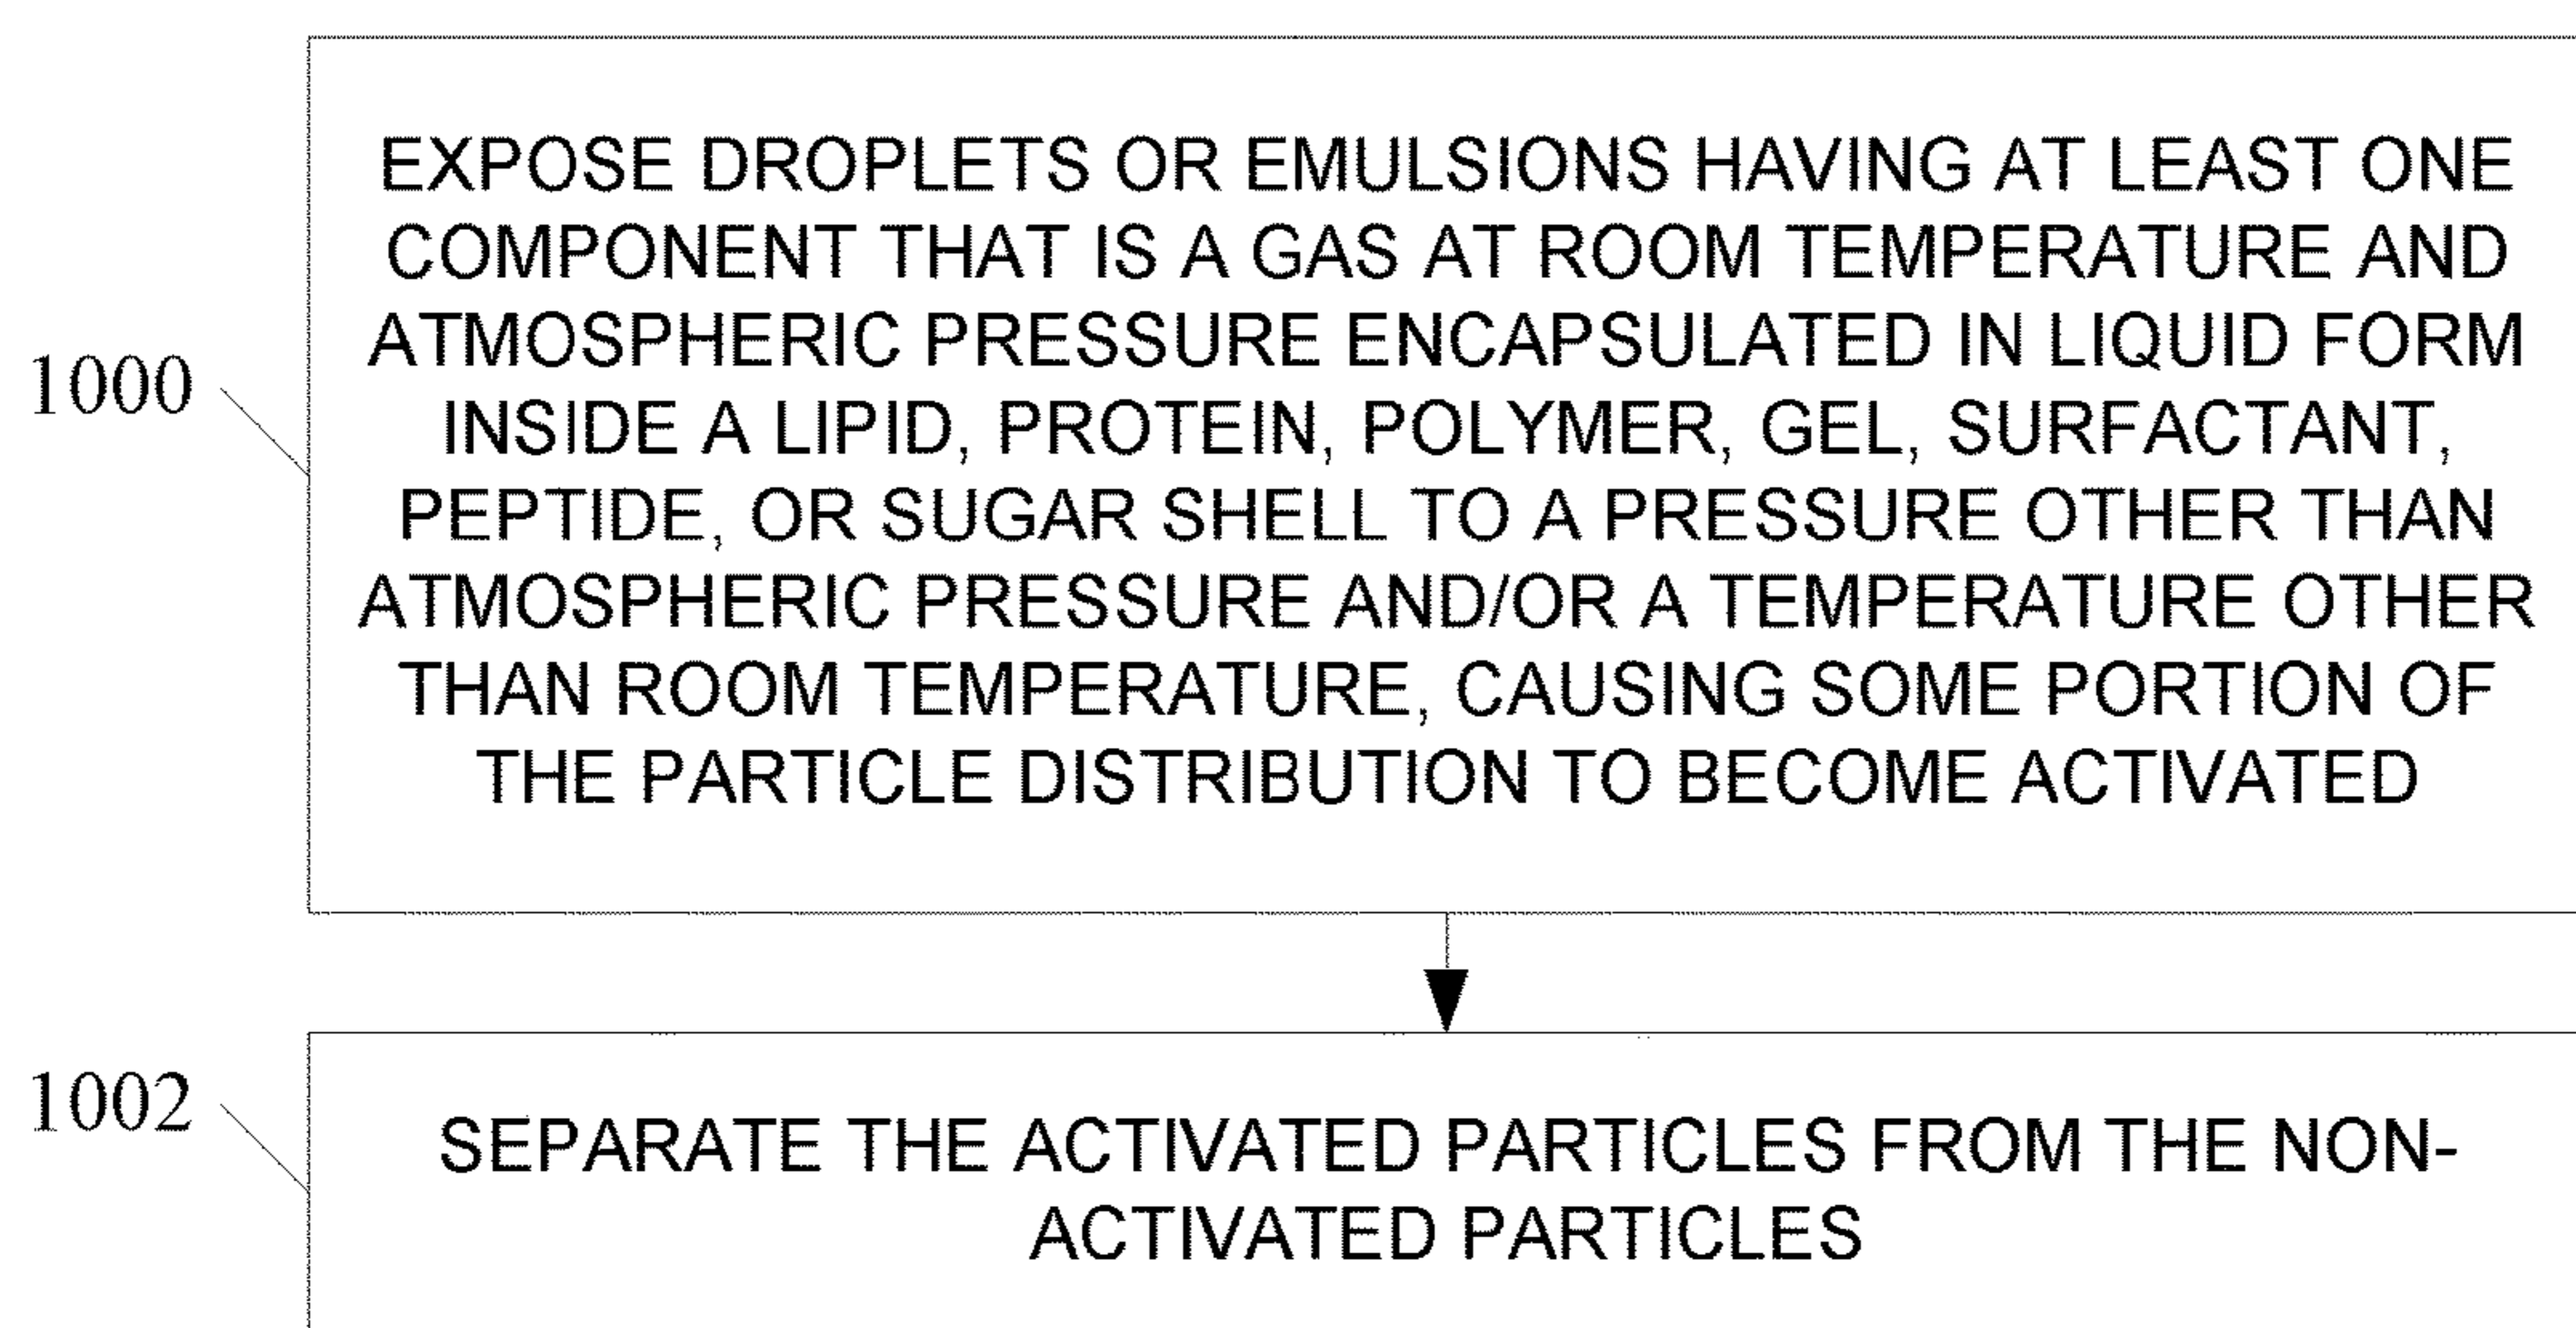 EXPOSE DROPLETS OR EMULSIONS HAVING AT LEAST ONE
COMPONENT THAT IS A GAS AT ROOM TEMPERATURE AND
ATMOSPHERIC PRESSURE ENCAPSULATED IN LIQUID FORM
1000
INSIDE A LIPID, PROTEIN, POLYMER, GEL, SURFACTANT,
PEPTIDE, OR SUGAR SHELL TO A PRESSURE OTHER THAN
ATMOSPHERIC PRESSURE AND/OR A TEMPERATURE OTHER
THAN ROOM TEMPERATURE, CAUSING SOME PORTION OF
THE PARTICLE DISTRIBUTION TO BECOME ACTIVATED
1002
SEPARATE THE ACTIVATED PARTICLES FROM THE NON-
ACTIVATED PARTICLES